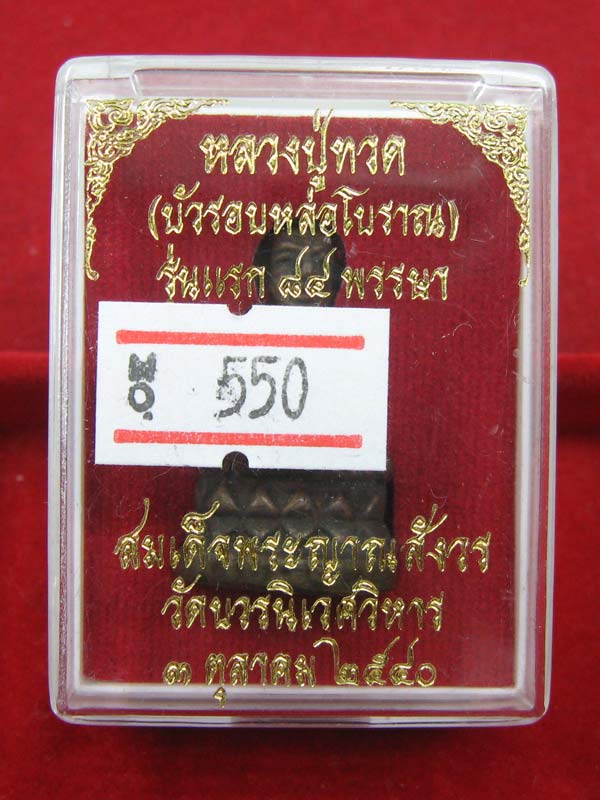 หลวงปู่ทวด
(บัวรอบหล่อโบราณ)
รุ่นแรก ๘๔ พรรษา
550
สมเด็จพระญาณสังวร
วัดบวรนิเวศวิหาร
๓ ตุลาคม ๒๕๔๐